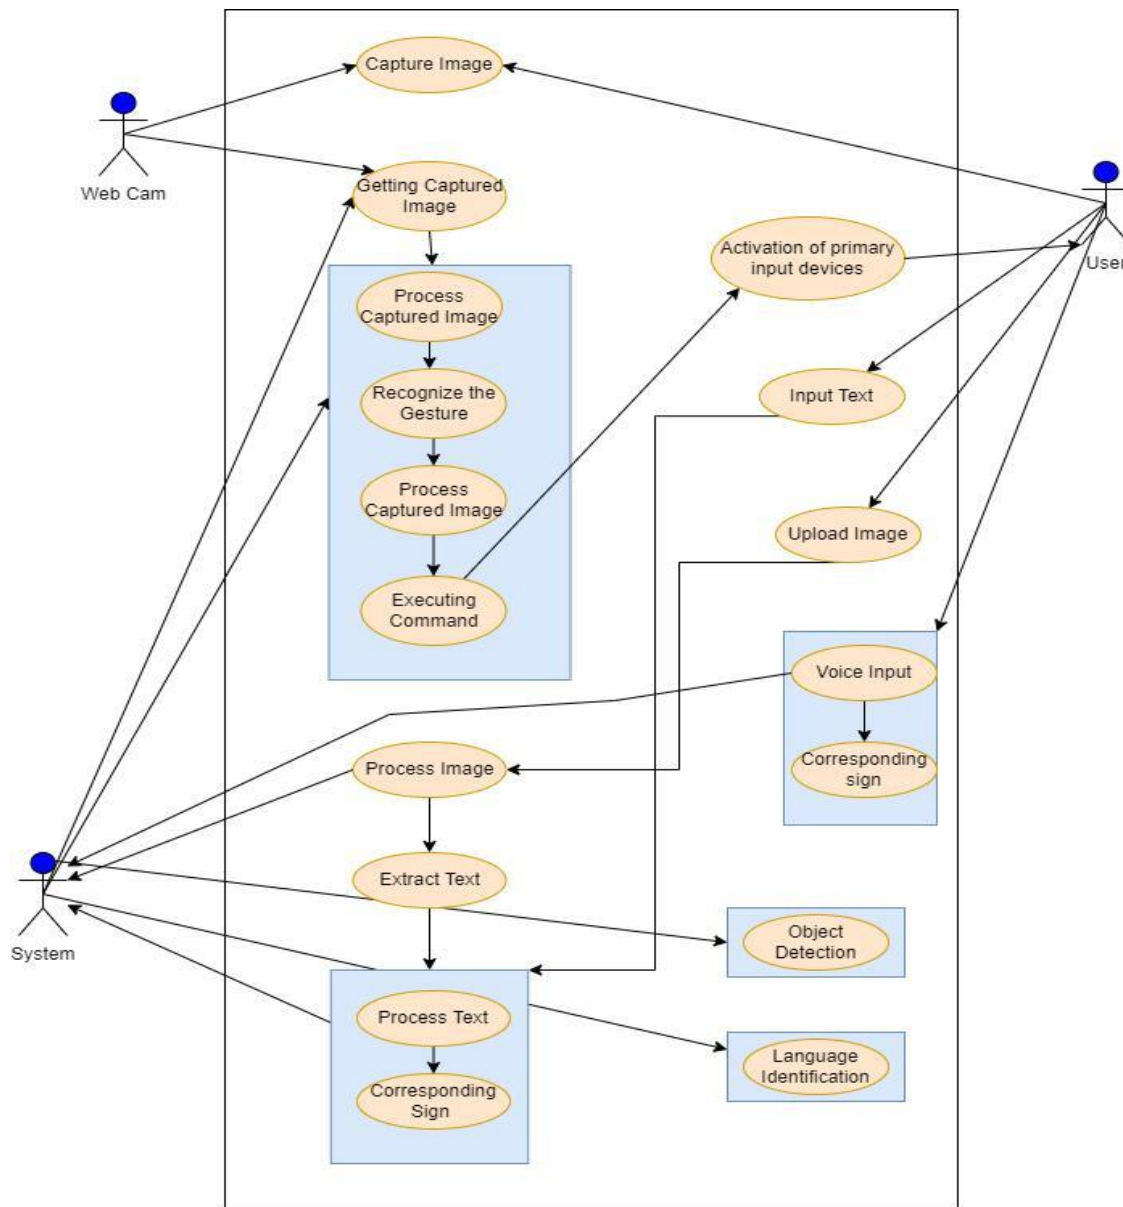 Capture Image
Web Cam
Getting Captured
Image
User
Activation of primary
input devices
Process
Captured Image
Recognize the
Gesture
Input Text
Process
Captured Image
Upload Image
Executing
Command
Voice Input
Process Image
Corresponding
sign
Extract Text
System
Object
Detection
Process Text
Language
Identification
Corresponding
Sign